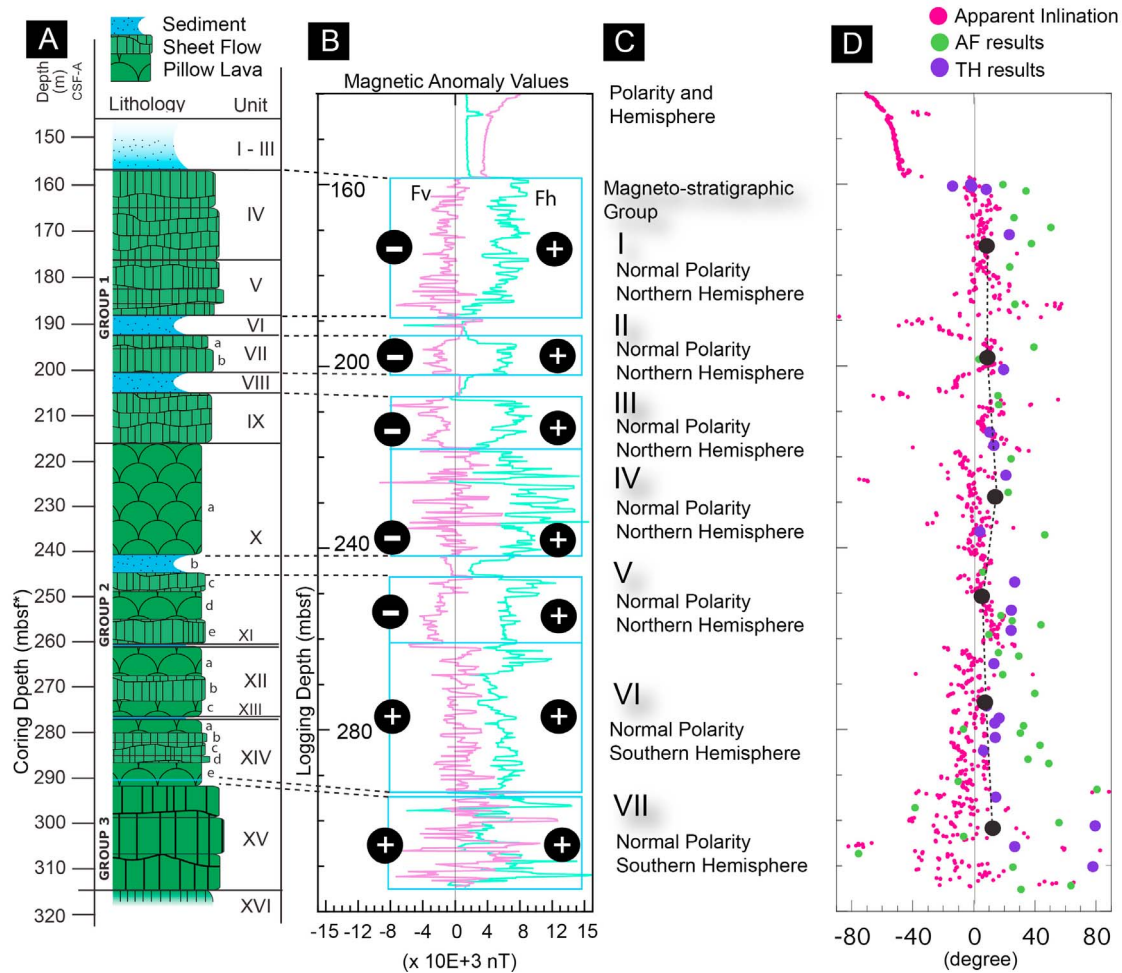 A
Sediment
Sheet Flow
Pillow Lava
Depth
(m)
CSF-A
Lithology
Unit
Coring Dpeth (mbsf**)
150
160
170
180
190
200
210
220
230
240
250
260
270
280
290
300
310
320
GROUP 1
GROUP 2
GROUP 3
I - III
IV
V
VI
VII
a
b
VIII
IX
X
a
b
c
d
e
XI
XII
a
b
c
XIII
XIV
a
b
c
d
e
XV
XVI
B
Magnetic Anomaly Values
Logging Depth (mbsf)
160
200
240
280
Fv
Fh
− +
− +
− +
− +
− +
+ +
+ +
-15 -12 -8 -4 0 4 8 12 15
(x 10E+3 nT)
C
Polarity and
Hemisphere
Magneto-stratigraphic
Group
I
Normal Polarity
Northern Hemisphere
II
Normal Polarity
Northern Hemisphere
III
Normal Polarity
Northern Hemisphere
IV
Normal Polarity
Northern Hemisphere
V
Normal Polarity
Northern Hemisphere
VI
Normal Polarity
Southern Hemisphere
VII
Normal Polarity
Southern Hemisphere
D
Apparent Inlination
AF results
TH results
-80 -40 0 40 80
(degree)